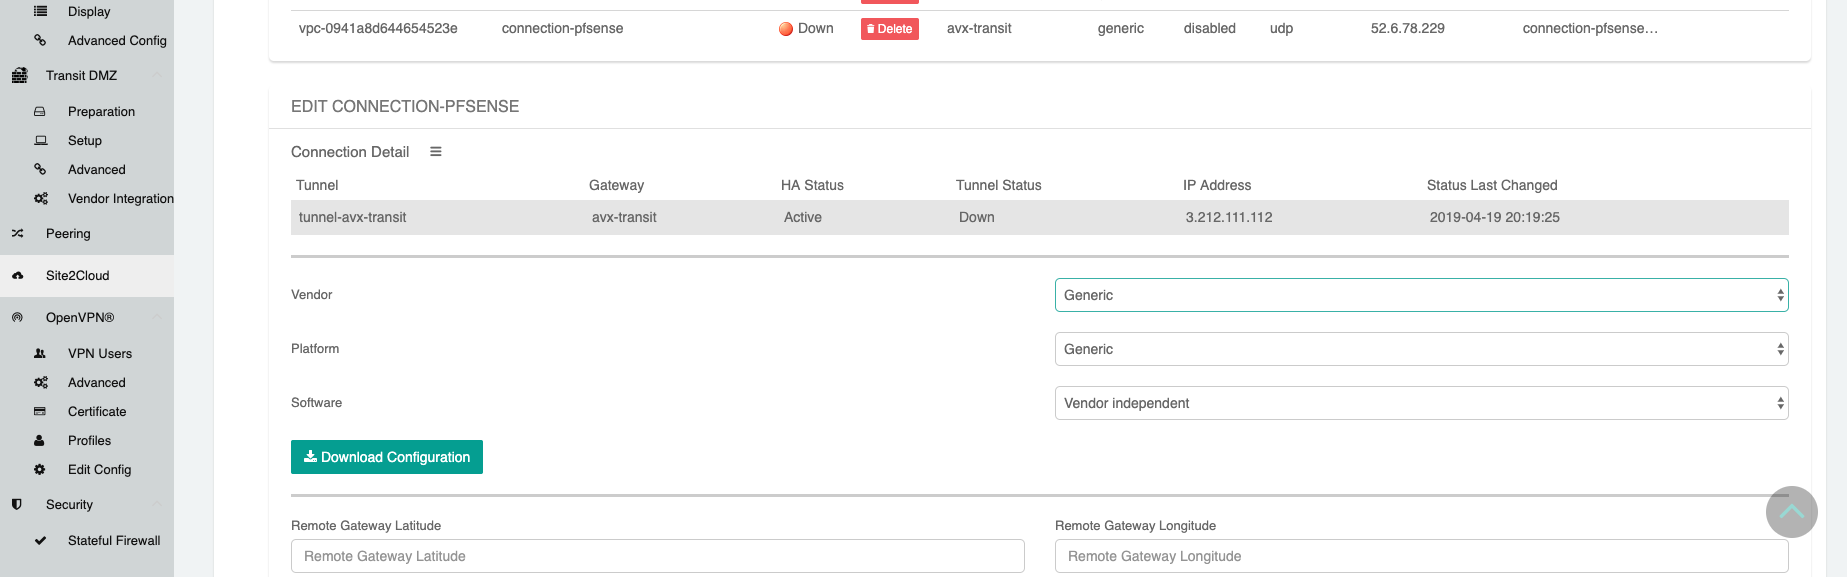 Display
Advanced Config
Transit DMZ
Preparation
Setup
Advanced
Vendor Integration
Peering
Site2Cloud
OpenVPN®
VPN Users
Advanced
Certificate
Profiles
Edit Config
Security
Stateful Firewall
vpc-0941a8d644654523e connection-pfsense Down Delete avx-transit generic disabled udp 52.6.78.229 connection-pfsense…
EDIT CONNECTION-PFSENSE
Connection Detail
Tunnel Gateway HA Status Tunnel Status IP Address Status Last Changed
tunnel-avx-transit avx-transit Active Down 3.212.111.112 2019-04-19 20:19:25
Vendor Generic
Platform Generic
Software Vendor independent
Download Configuration
Remote Gateway Latitude Remote Gateway Longitude
Remote Gateway Latitude Remote Gateway Longitude